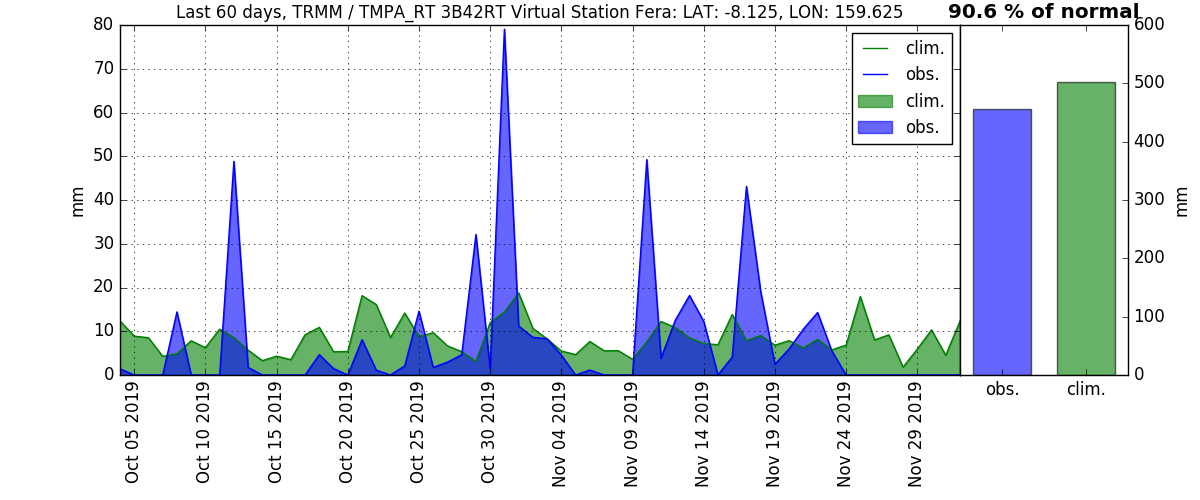 Last 60 days, TRMM / TMPA_RT 3B42RT Virtual Station Fera: LAT: -8.125, LON: 159.625
90.6 % of normal
80
70
60
50
40
30
20
10
0
mm
clim.
obs.
clim.
obs.
600
500
400
300
200
100
0
mm
obs.
clim.
Oct 05 2019
Oct 10 2019
Oct 15 2019
Oct 20 2019
Oct 25 2019
Oct 30 2019
Nov 04 2019
Nov 09 2019
Nov 14 2019
Nov 19 2019
Nov 24 2019
Nov 29 2019